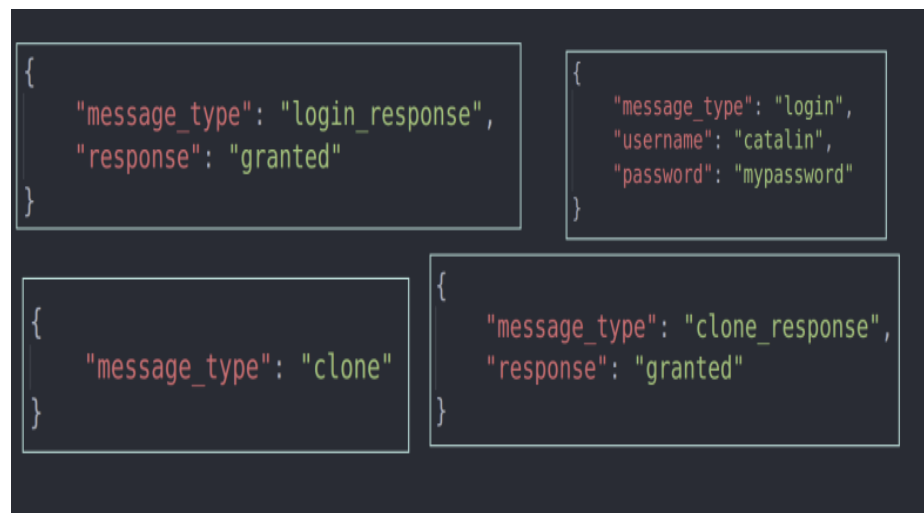 {
"message_type": "login_response",
"response": "granted"
}
{
"message_type": "login",
"username": "catalin",
"password": "mypassword"
}
{
"message_type": "clone"
}
{
"message_type": "clone_response",
"response": "granted"
}